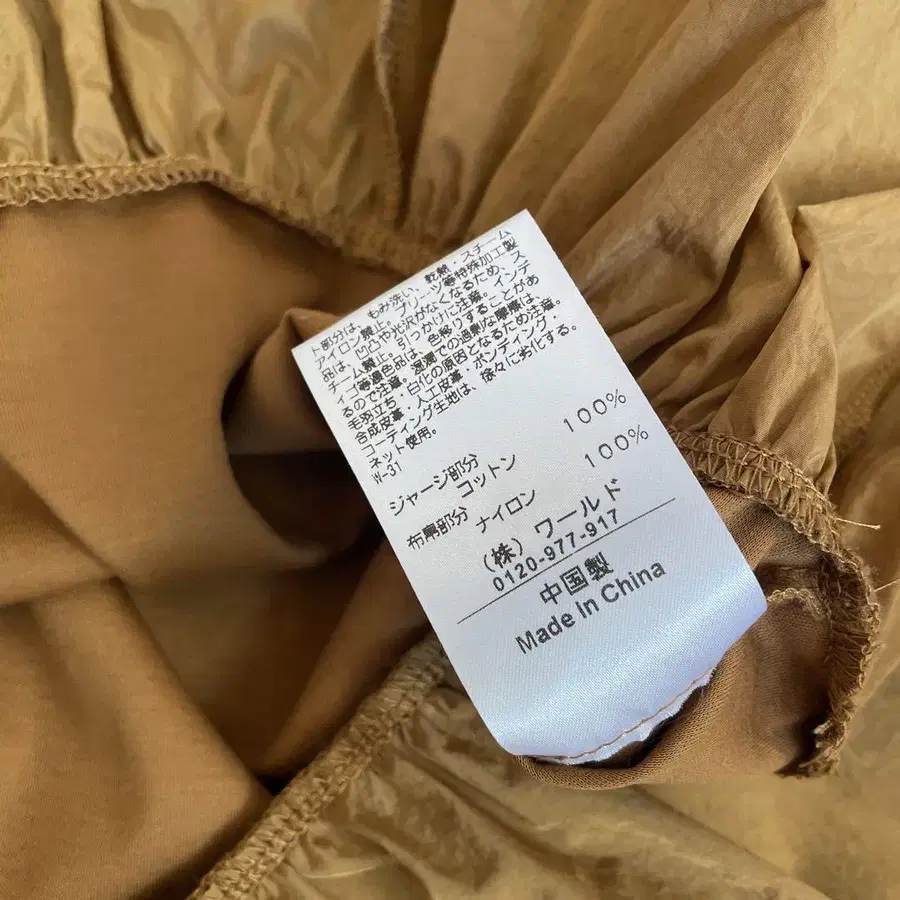 ト部分は、もみ洗い、乾燥・スチーム
アイロン禁止。プリーツ等特殊加工製
品は、凹凸や光沢がなくなるため、ス
チーム禁止。引っかけに注意。インデ
ィゴ等濃色品は、色移りすることがあ
るので注意。湿潤での過剰な摩擦は、
毛羽立ち・白化の原因となるため注意。
合成皮革・人工皮革・ボンディング・
コーティング生地は、徐々に劣化する。
ネット使用。
W-31
ジャージ部分
コットン 100%
布帛部分
ナイロン 100%
(株)ワールド
0120-977-917
中国製
Made In China